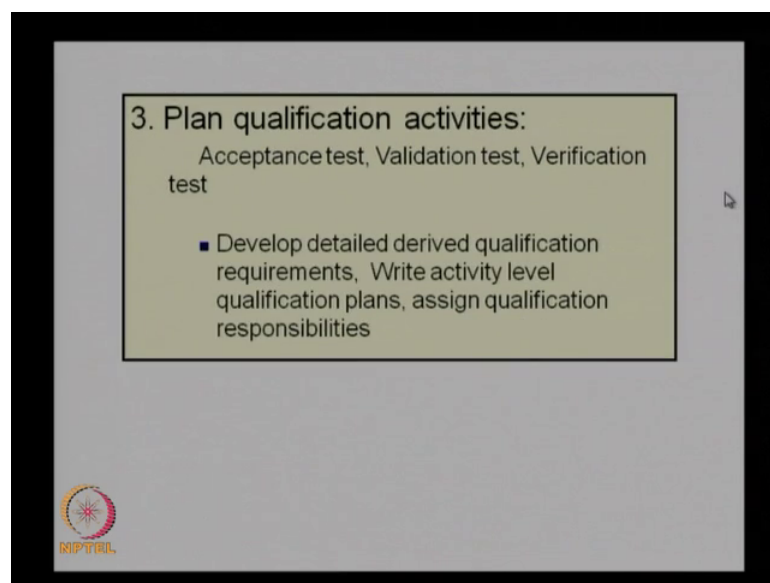 3. Plan qualification activities:
Acceptance test, Validation test, Verification
test
▪ Develop detailed derived qualification
requirements, Write activity level
qualification plans, assign qualification
responsibilities
NPTEL